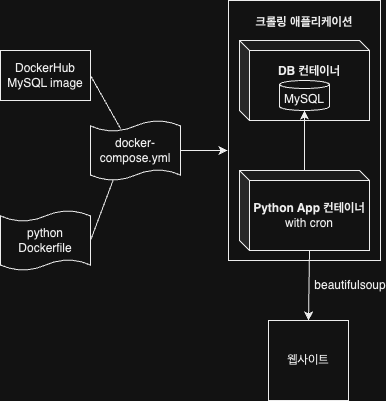 크롤링 애플리케이션
DockerHub
MySQL image
DB 컨테이너
MySQL
docker-
compose.yml
python
Dockerfile
Python App 컨테이너
with cron
beautifulsoup
웹사이트